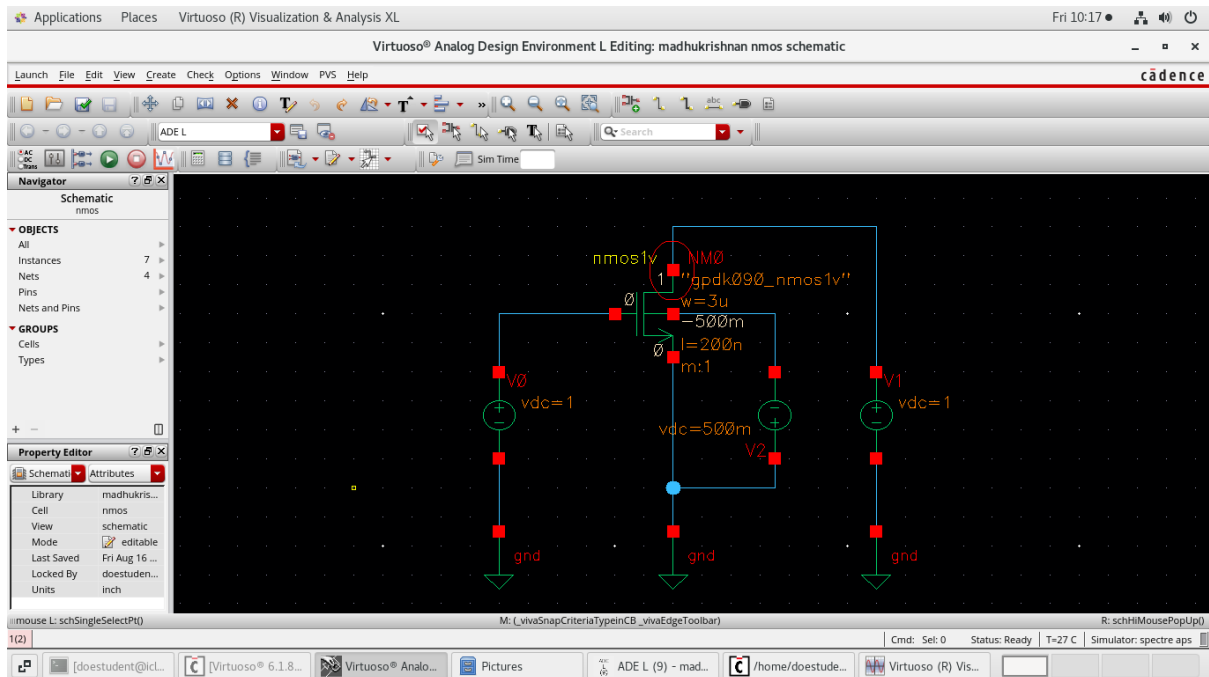 Applications Places Virtuoso (R) Visualization & Analysis XL Fri 10:17
Virtuoso® Analog Design Environment L Editing: madhukrishnan nmos schematic
Launch File Edit View Create Check Options Window PVS Help cādence
ADE L Search
Sim Time
Navigator
Schematic
nmos
OBJECTS
All
Instances 7
Nets 4
Pins
Nets and Pins
GROUPS
Cells
Types
Property Editor
Schemati Attributes
Library madhukris...
Cell nmos
View schematic
Mode editable
Last Saved Fri Aug 16 ...
Locked By doestuden...
Units inch
nmos1v NM0
1 "gpdk090_nmos1v"
0 w=3u
-500m
0 l=200n
m:1
V0 V1
vdc=1 vdc=1
vdc=500m
V2
gnd gnd gnd
mouse L: schSingleSelectPt() M: (_vivaSnapCriteriaTypeinCB _vivaEdgeToolbar) R: schHiMousePopUp()
1(2) Cmd: Sel: 0 Status: Ready T=27 C Simulator: spectre aps
[doestudent@icl... [Virtuoso® 6.1.8... Virtuoso® Analo... Pictures ADE L (9) - mad... /home/doestude... Virtuoso (R) Vis...